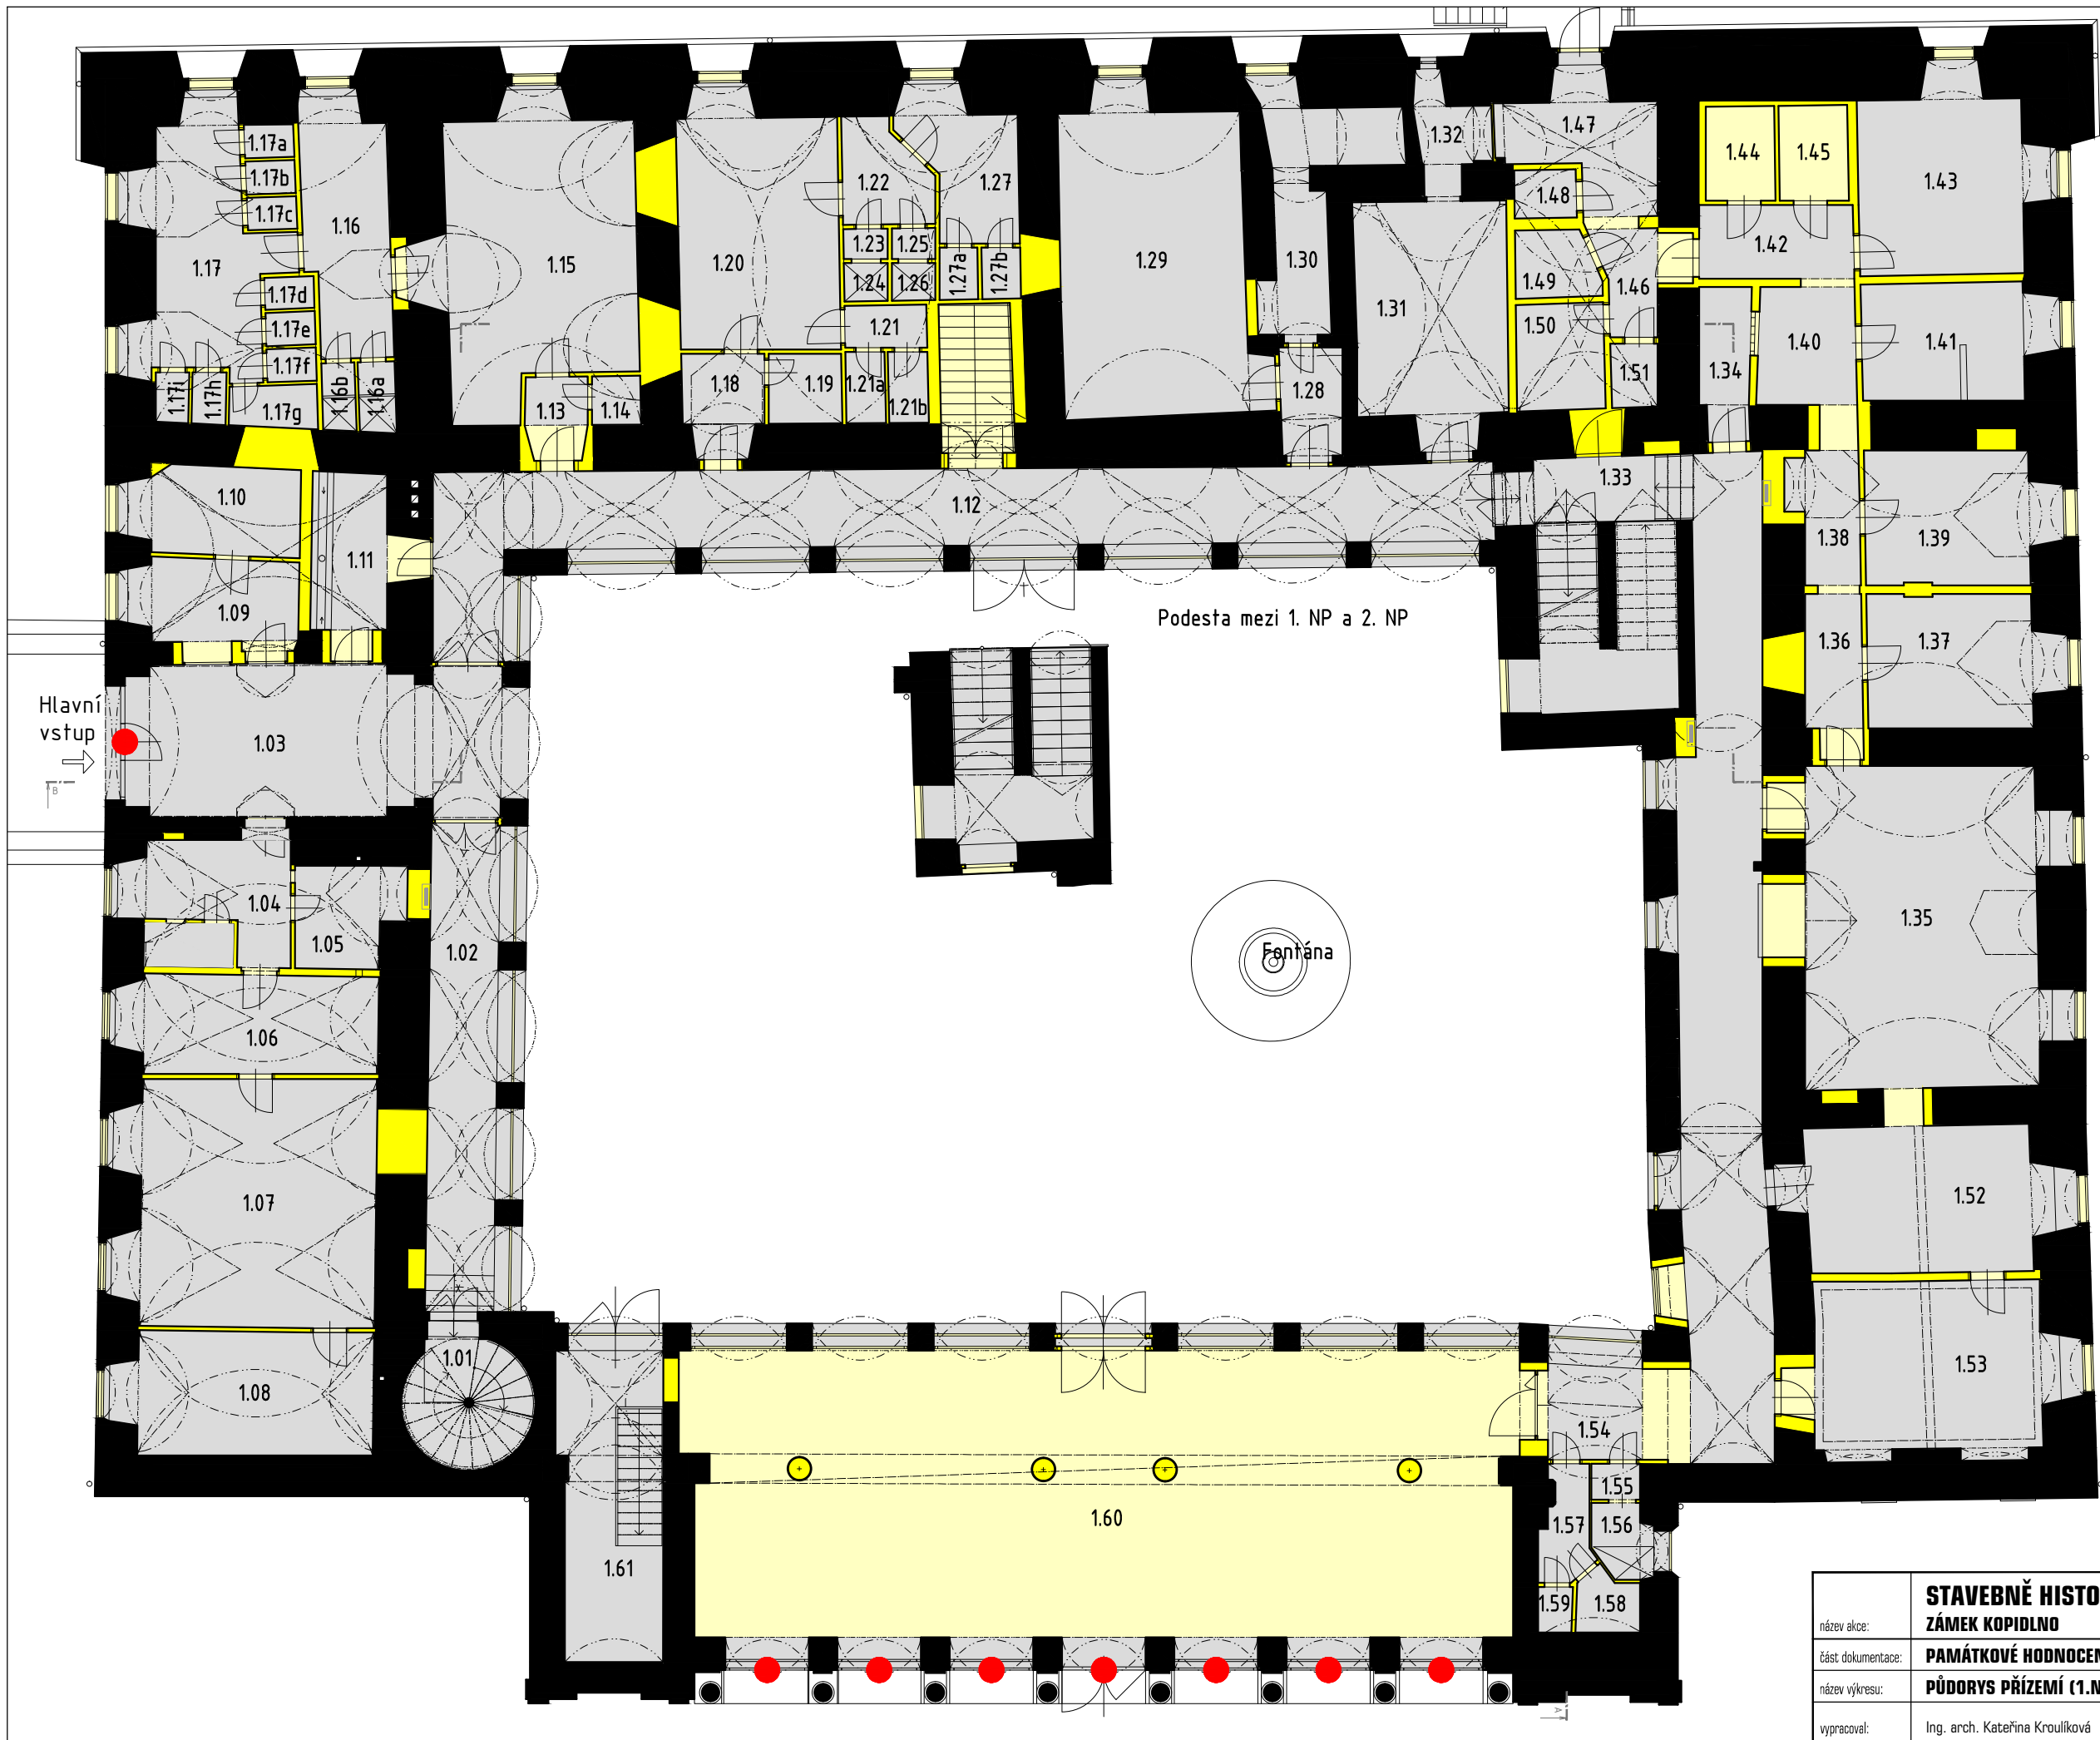 1.17a
1.17b
1.17c
1.16
1.17
1.17d
1.17e
1.17f
1.17i
1.17h
1.17g
1.16b
1.16a
1.15
1.13
1.14
1.20
1.22
1.27
1.23
1.25
1.24
1.26
1.27a
1.27b
1.21
1.18
1.19
1.21a
1.21b
1.29
1.30
1.32
1.31
1.28
1.47
1.48
1.49
1.46
1.50
1.51
1.44
1.45
1.43
1.42
1.34
1.40
1.41
1.10
1.11
1.09
1.12
1.33
1.38
1.39
1.36
1.37
Podesta mezi 1. NP a 2. NP
Hlavní
vstup
B
1.03
1.04
1.05
1.02
1.06
1.07
1.08
1.01
Fontána
1.35
1.52
1.53
1.54
1.55
1.56
1.57
1.58
1.59
1.60
1.61
A
STAVEBNĚ HISTO
název akce: ZÁMEK KOPIDLNO
část dokumentace: PAMÁTKOVÉ HODNOCEN
název výkresu: PŮDORYS PŘÍZEMÍ (1.N
vypracoval: Ing. arch. Kateřina Kroulíková